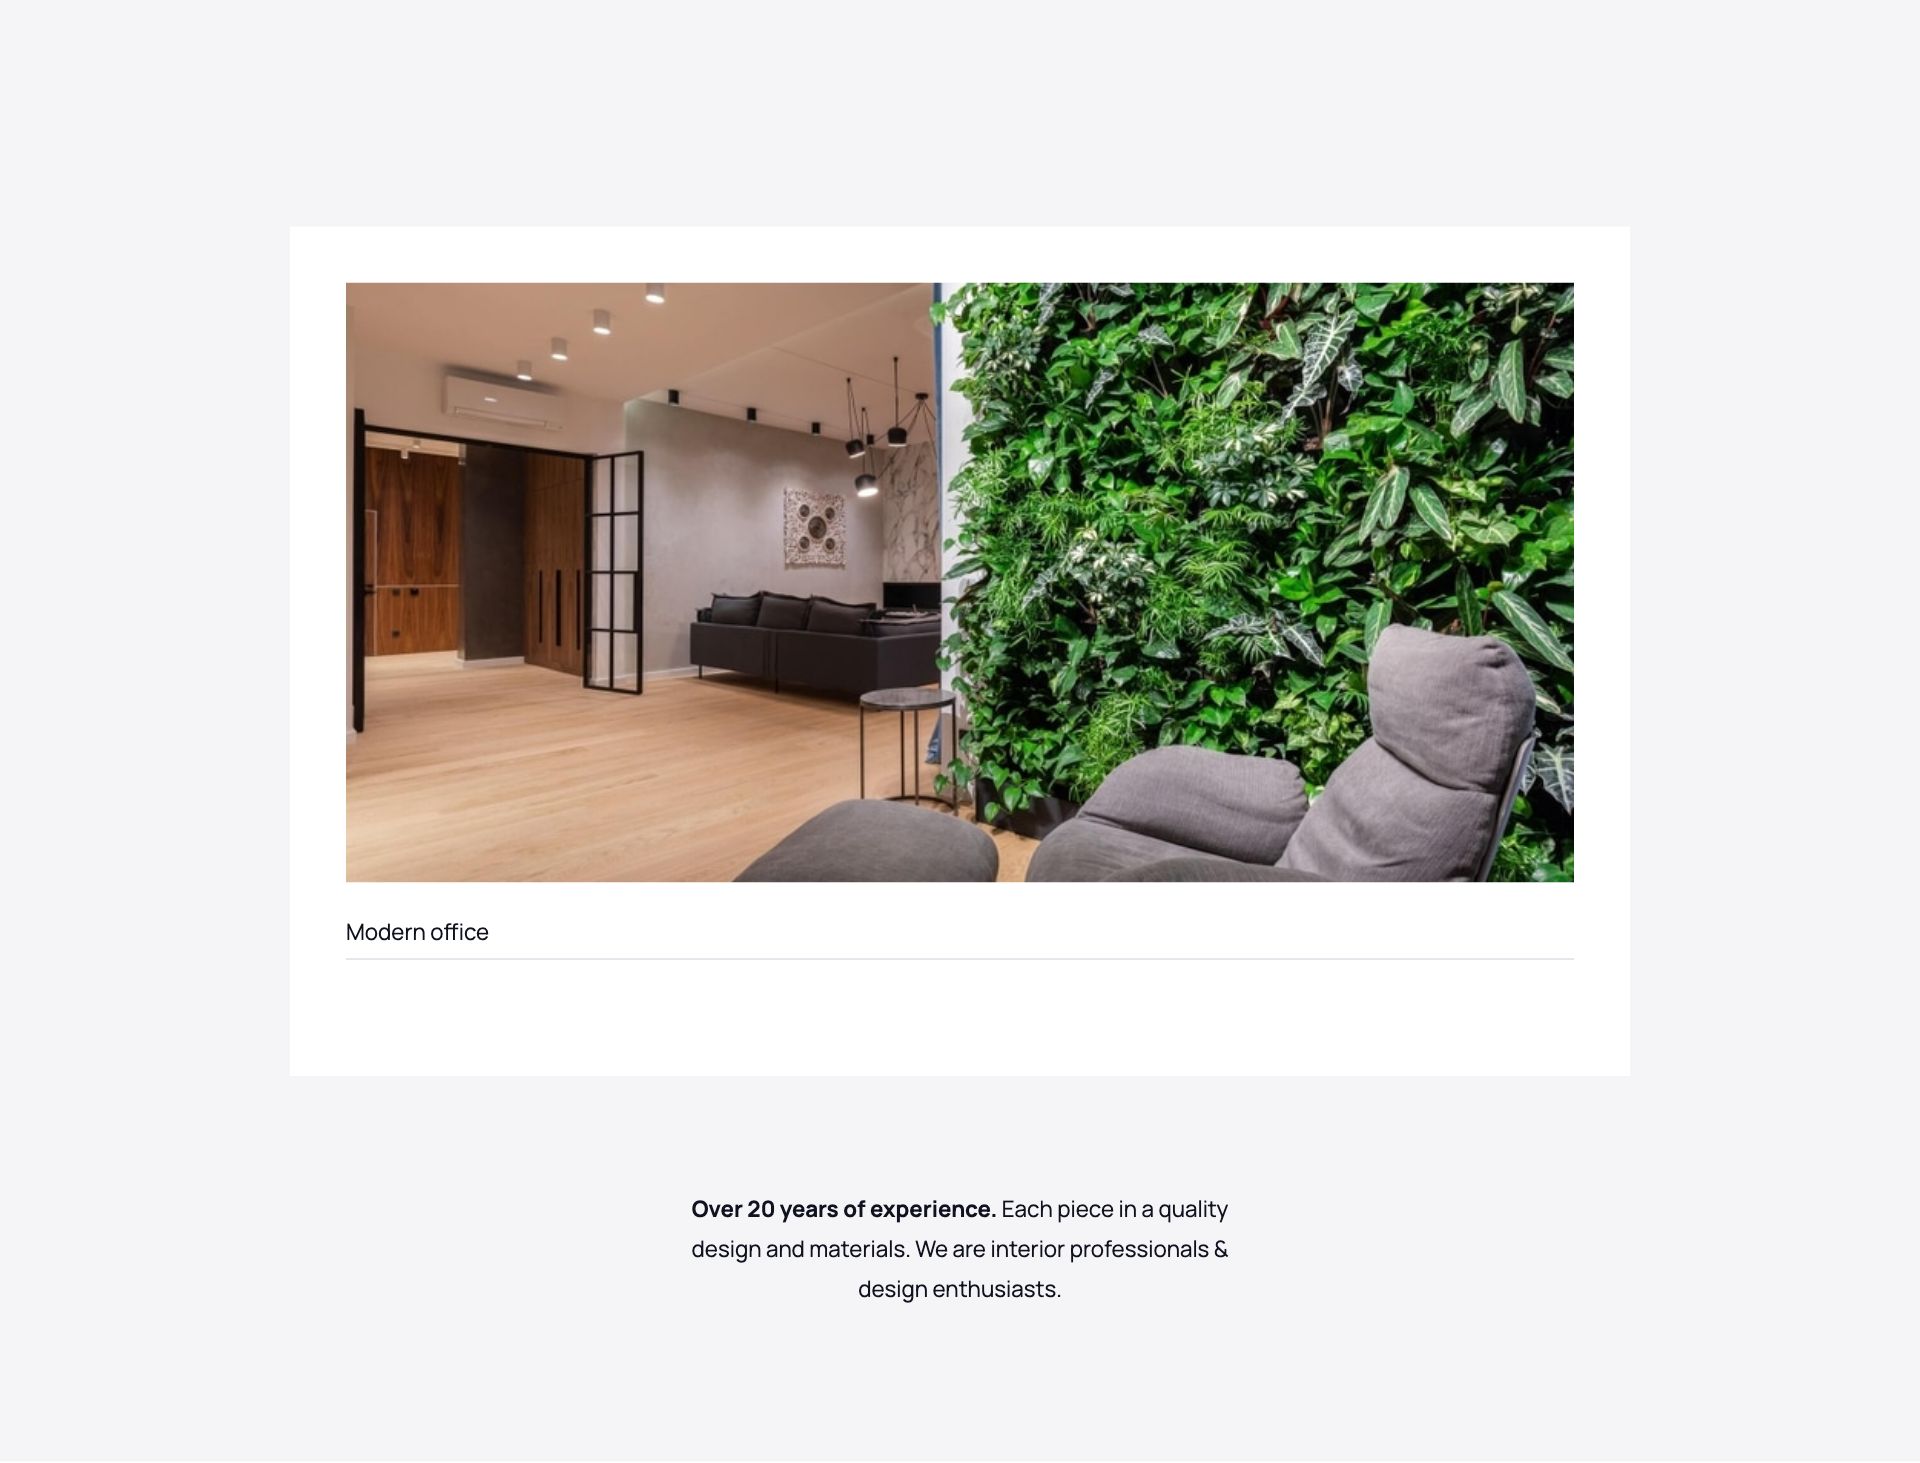 Modern office
Over 20 years of experience. Each piece in a quality
design and materials. We are interior professionals &
design enthusiasts.